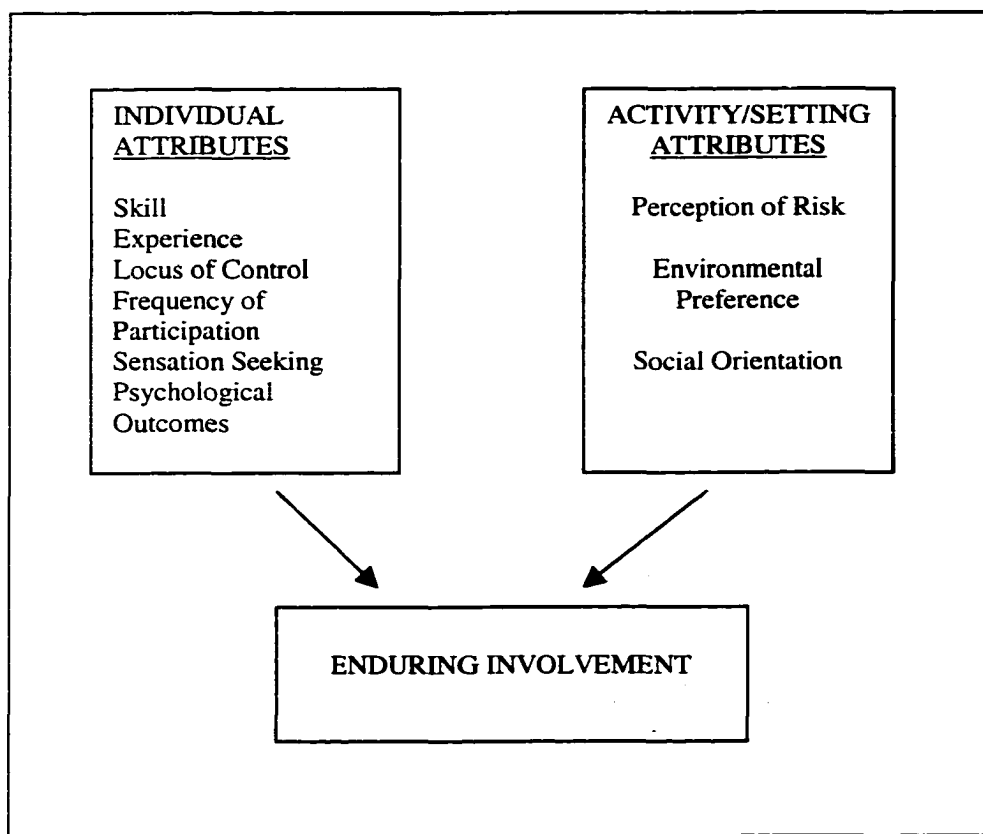 INDIVIDUAL
ATTRIBUTES
Skill
Experience
Locus of Control
Frequency of
Participation
Sensation Seeking
Psychological
Outcomes
ACTIVITY/SETTING
ATTRIBUTES
Perception of Risk
Environmental
Preference
Social Orientation
ENDURING INVOLVEMENT